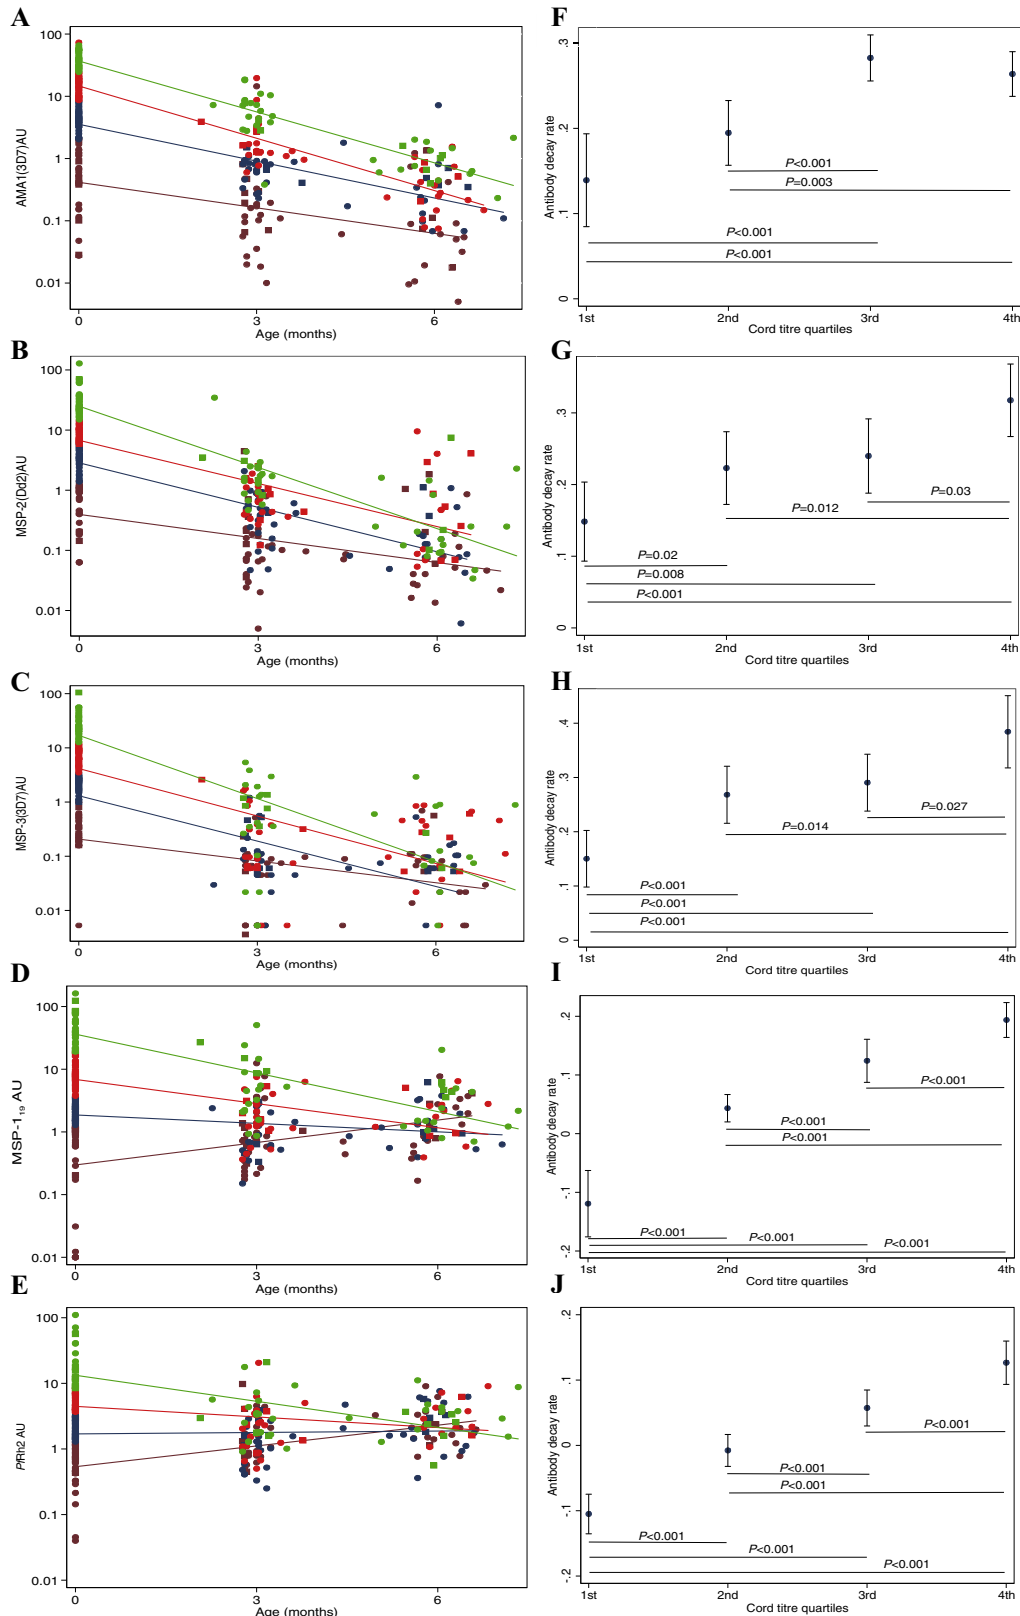 A
AMA1(3D7)AU
100
10
1
0.1
0.01
0
3
6
Age (months)
F
Antibody decay rate
.3
.2
.1
0
P<0.001
P=0.003
P<0.001
P<0.001
1st
2nd
3rd
4th
Cord titre quartiles
B
MSP-2(Dd2)AU
100
10
1
0.1
0.01
0
3
6
Age (months)
G
Antibody decay rate
.3
.2
.1
0
P=0.03
P=0.012
P=0.02
P=0.008
P<0.001
1st
2nd
3rd
4th
Cord titre quartiles
C
MSP-3(3D7)AU
100
10
1
0.1
0.01
0
3
6
Age (months)
H
Antibody decay rate
.4
.3
.2
.1
0
P=0.027
P=0.014
P<0.001
P<0.001
P<0.001
1st
2nd
3rd
4th
Cord titre quartiles
D
MSP-1₁₉ AU
100
10
1
0.1
0.01
0
3
6
Age (months)
I
Antibody decay rate
.2
.1
0
-.1
-.2
P<0.001
P<0.001
P<0.001
P<0.001
P<0.001
P<0.001
1st
2nd
3rd
4th
Cord titre quartiles
E
PfRh2 AU
100
10
1
0.1
0.01
0
3
6
Age (months)
J
Antibody decay rate
.2
.1
0
-.1
-.2
P<0.001
P<0.001
P<0.001
P<0.001
P<0.001
P<0.001
1st
2nd
3rd
4th
Cord titre quartiles